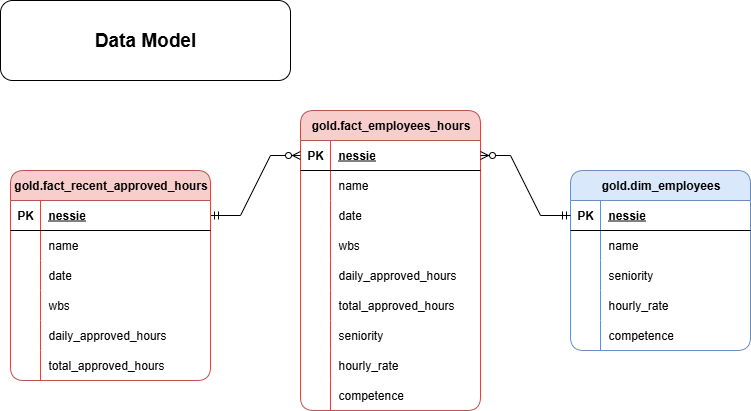 Data Model
gold.fact_recent_approved_hours
PK nessie
name
date
wbs
daily_approved_hours
total_approved_hours
gold.fact_employees_hours
PK nessie
name
date
wbs
daily_approved_hours
total_approved_hours
seniority
hourly_rate
competence
gold.dim_employees
PK nessie
name
seniority
hourly_rate
competence